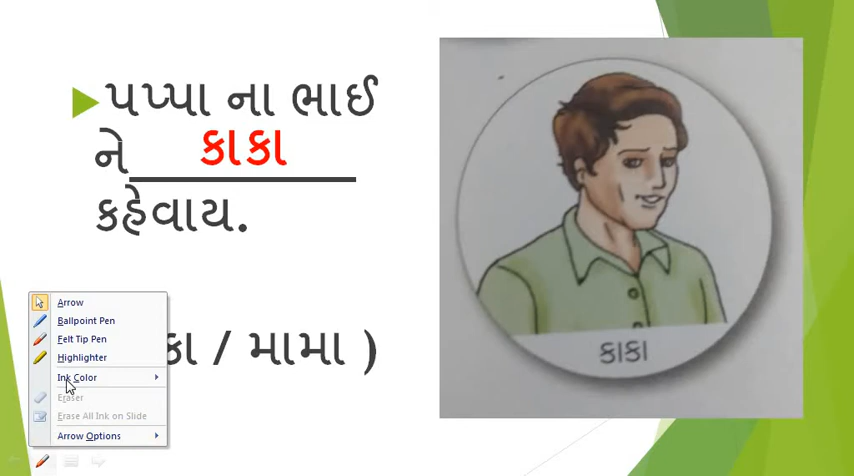 પપ્પા ના ભાઈ
ને કાકા
કહેવાય.
કા / મામા )
કાકા
Arrow
Ballpoint Pen
Felt Tip Pen
Highlighter
Ink Color
Eraser
Erase All Ink on Slide
Arrow Options